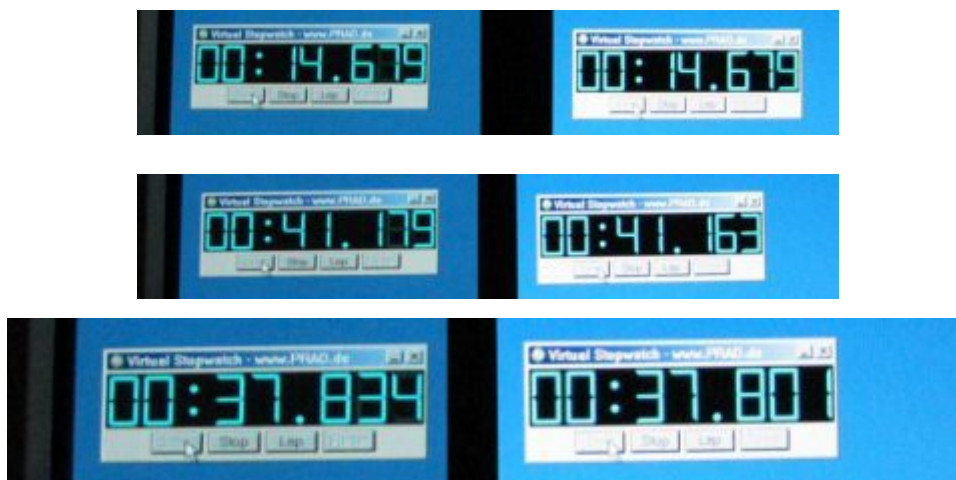 Virtual Stopwatch - www.PRAD.de Virtual Stopwatch - www.PRAD.de
00:14.679 00:14.679
Stop Lap Stop Lap
Virtual Stopwatch - www.PRAD.de Virtual Stopwatch - www.PRAD.de
00:41.179 00:41.163
Stop Lap Stop Lap
Virtual Stopwatch - www.PRAD.de Virtual Stopwatch - www.PRAD.de
00:37.834 00:37.801
Stop Lap Stop Lap